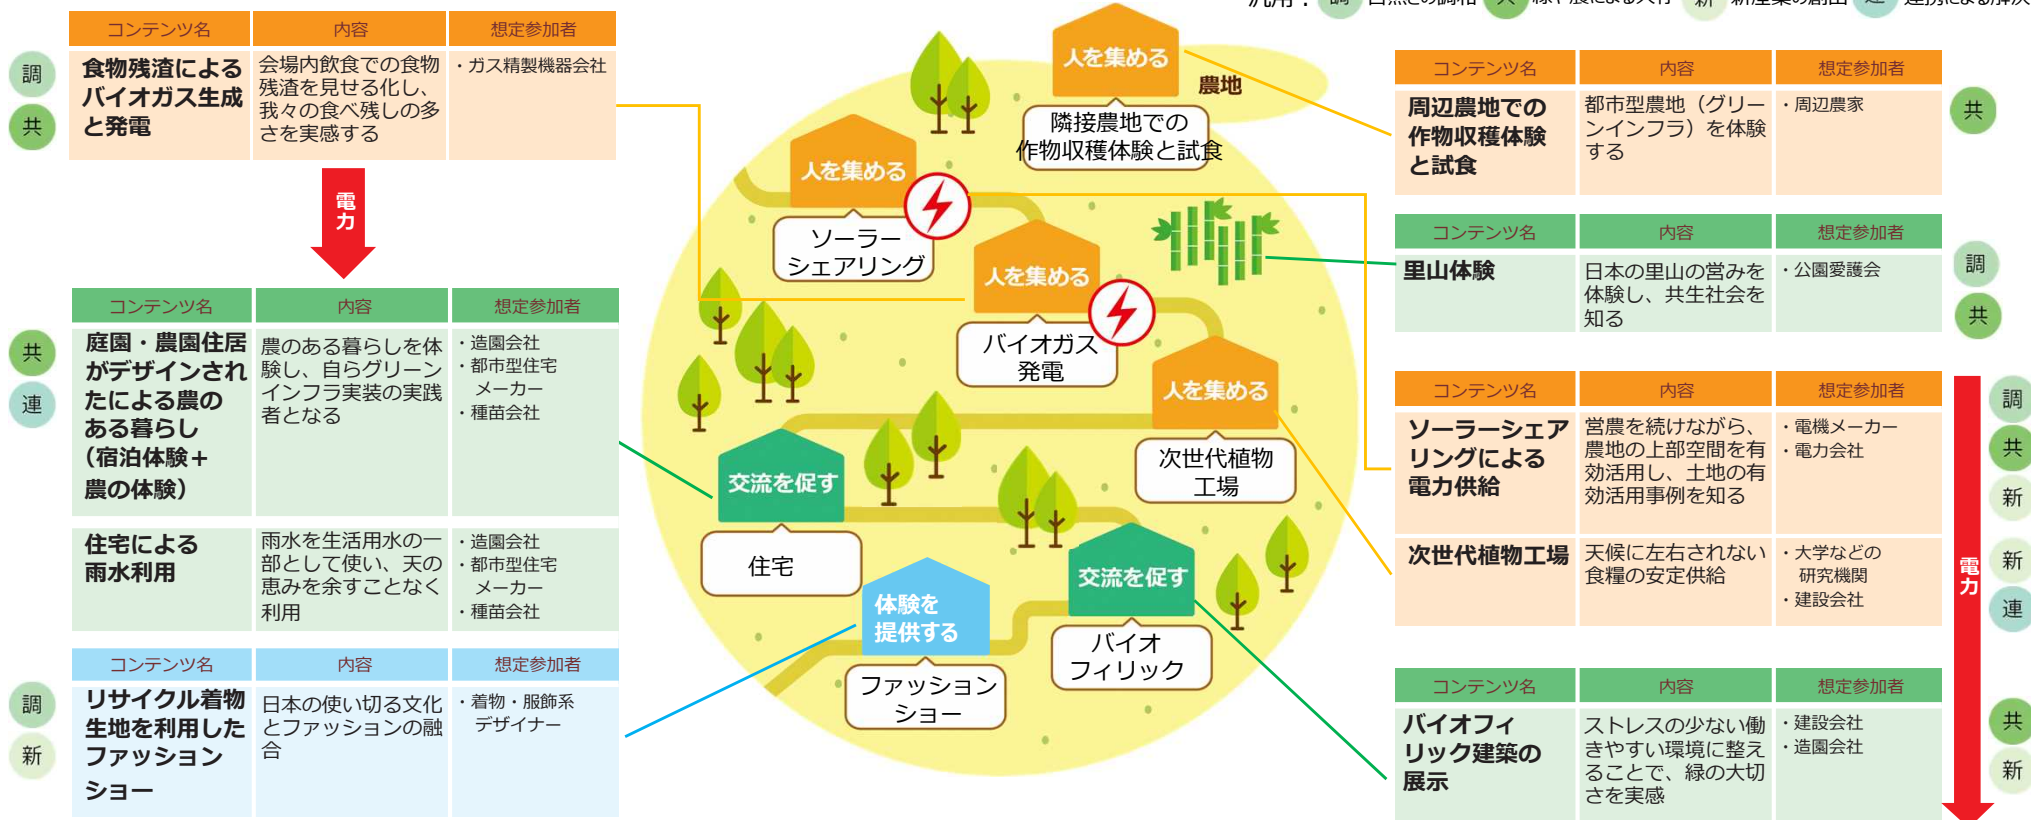 汎用：調 自然との調和 共 緑や農による共存 新 新産業の創出 連 連携による解決
コンテンツ名 内容 想定参加者
調
共
食物残渣による
バイオガス生成
と発電
会場内飲食での食物
残渣を見せる化し、
我々の食べ残しの多
さを実感する
・ガス精製機器会社
電力
コンテンツ名 内容 想定参加者
共
連
庭園・農園住居
がデザインされ
たによる農の
ある暮らし
（宿泊体験＋
農の体験）
農のある暮らしを体
験し、自らグリーン
インフラ実装の実践
者となる
・造園会社
・都市型住宅
メーカー
・種苗会社
住宅による
雨水利用
雨水を生活用水の一
部として使い、天の
恵みを余すことなく
利用
・造園会社
・都市型住宅
メーカー
・種苗会社
コンテンツ名 内容 想定参加者
調
新
リサイクル着物
生地を利用した
ファッション
ショー
日本の使い切る文化
とファッションの融
合
・着物・服飾系
デザイナー
人を集める
農地
隣接農地での
作物収穫体験と試食
人を集める
ソーラー
シェアリング
人を集める
バイオガス
発電
人を集める
次世代植物
工場
交流を促す
住宅
交流を促す
バイオ
フィリック
体験を
提供する
ファッション
ショー
コンテンツ名 内容 想定参加者
周辺農地での
作物収穫体験
と試食
都市型農地（グリー
ンインフラ）を体験
する
・周辺農家
共
コンテンツ名 内容 想定参加者
里山体験
日本の里山の営みを
体験し、共生社会を
知る
・公園愛護会
調
共
コンテンツ名 内容 想定参加者
ソーラーシェア
リングによる
電力供給
営農を続けながら、
農地の上部空間を有
効活用し、土地の有
効活用事例を知る
・電機メーカー
・電力会社
調
共
新
次世代植物工場
天候に左右されない
食糧の安定供給
・大学などの
研究機関
・建設会社
新
連
電力
コンテンツ名 内容 想定参加者
バイオフィ
リック建築の
展示
ストレスの少ない働
きやすい環境に整え
ることで、緑の大切
さを実感
・建設会社
・造園会社
共
新